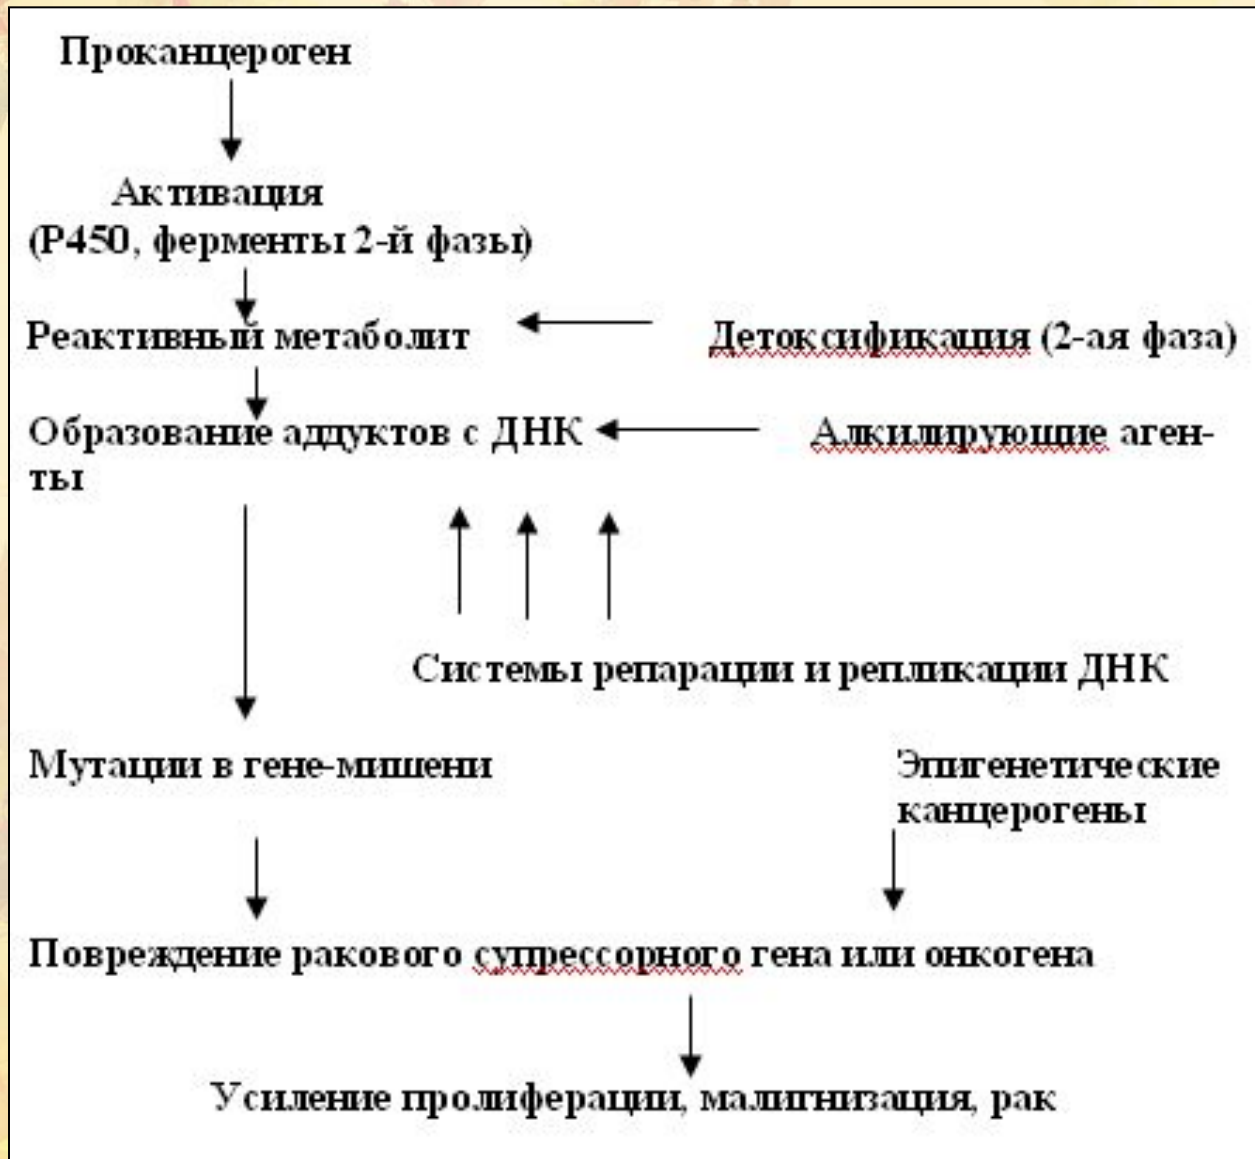 Проканцероген
Активация
(P450, ферменты 2-й фазы)
Реактивный метаболит
Детоксификация (2-ая фаза)
Образование аддуктов с ДНК
Алкилирующие аген-
ты
Системы репарации и репликации ДНК
Мутации в гене-мишени
Эпигенетические
канцерогены
Повреждение ракового супрессорного гена или онкогена
Усиление пролиферации, малигнизация, рак